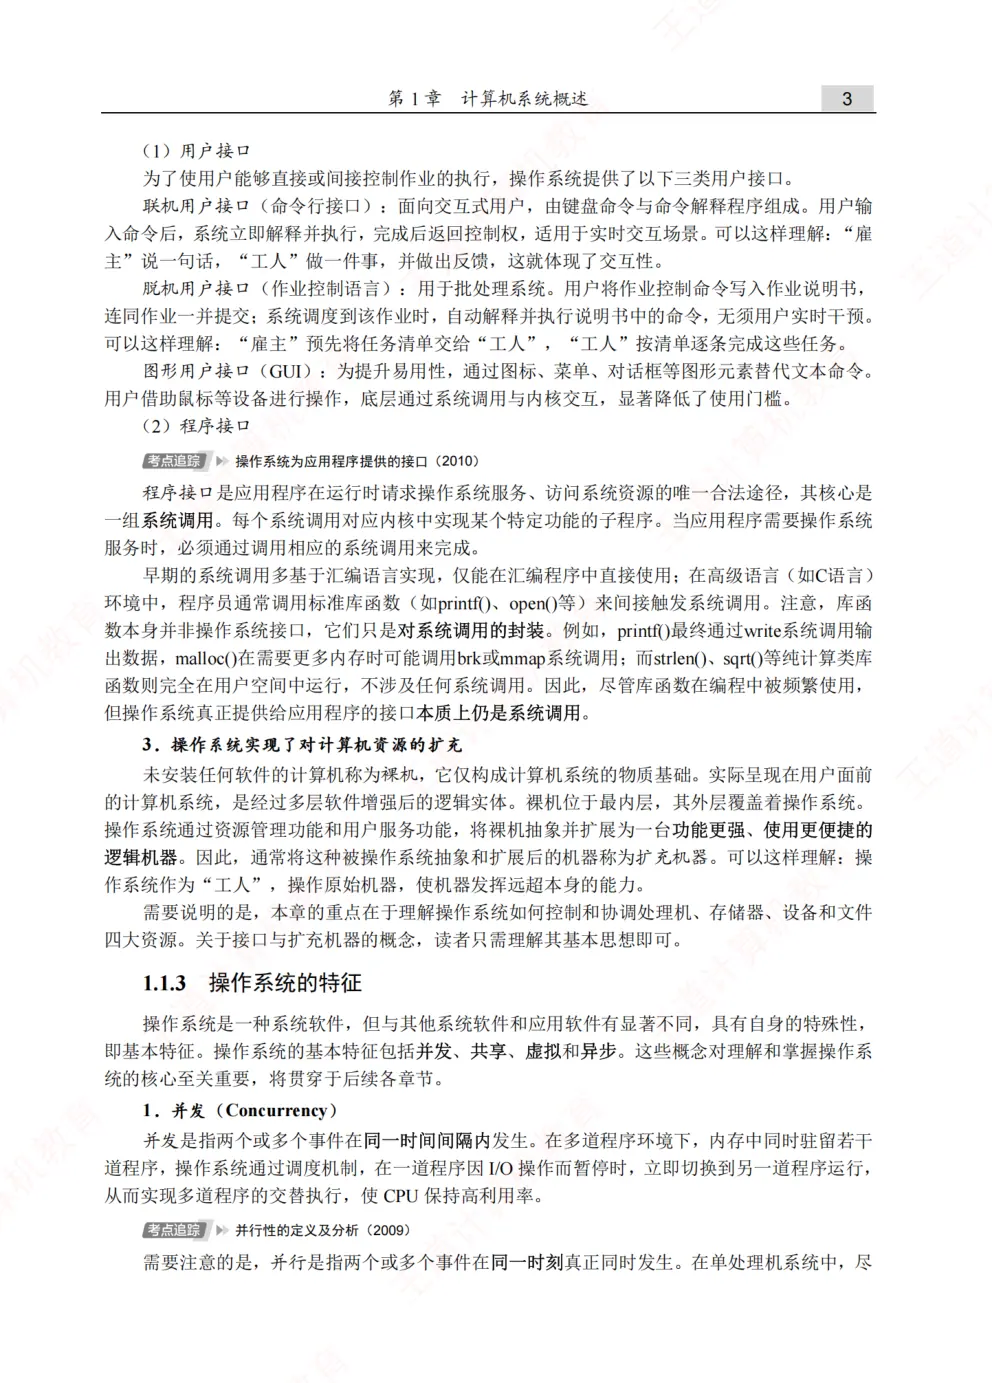 第 1 章　计算机系统概述
3
（1）用户接口
为了使用户能够直接或间接控制作业的执行，操作系统提供了以下三类用户接口。
联机用户接口（命令行接口）：面向交互式用户，由键盘命令与命令解释程序组成。用户输
入命令后，系统立即解释并执行，完成后返回控制权，适用于实时交互场景。可以这样理解：“雇
主”说一句话，“工人”做一件事，并做出反馈，这就体现了交互性。
脱机用户接口（作业控制语言）：用于批处理系统。用户将作业控制命令写入作业说明书，
连同作业一并提交；系统调度到该作业时，自动解释并执行说明书中的命令，无须用户实时干预。
可以这样理解：“雇主”预先将任务清单交给“工人”，“工人”按清单逐条完成这些任务。
图形用户接口（GUI）：为提升易用性，通过图标、菜单、对话框等图形元素替代文本命令。
用户借助鼠标等设备进行操作，底层通过系统调用与内核交互，显著降低了使用门槛。
（2）程序接口
考点追踪 操作系统为应用程序提供的接口（2010）
程序接口是应用程序在运行时请求操作系统服务、访问系统资源的唯一合法途径，其核心是
一组系统调用。每个系统调用对应内核中实现某个特定功能的子程序。当应用程序需要操作系统
服务时，必须通过调用相应的系统调用来完成。
早期的系统调用多基于汇编语言实现，仅能在汇编程序中直接使用；在高级语言（如C语言）
环境中，程序员通常调用标准库函数（如printf()、open()等）来间接触发系统调用。注意，库函
数本身并非操作系统接口，它们只是对系统调用的封装。例如，printf()最终通过write系统调用输
出数据，malloc()在需要更多内存时可能调用brk或mmap系统调用；而strlen()、sqrt()等纯计算类库
函数则完全在用户空间中运行，不涉及任何系统调用。因此，尽管库函数在编程中被频繁使用，
但操作系统真正提供给应用程序的接口本质上仍是系统调用。
3．操作系统实现了对计算机资源的扩充
未安装任何软件的计算机称为裸机，它仅构成计算机系统的物质基础。实际呈现在用户面前
的计算机系统，是经过多层软件增强后的逻辑实体。裸机位于最内层，其外层覆盖着操作系统。
操作系统通过资源管理功能和用户服务功能，将裸机抽象并扩展为一台功能更强、使用更便捷的
逻辑机器。因此，通常将这种被操作系统抽象和扩展后的机器称为扩充机器。可以这样理解：操
作系统作为“工人”，操作原始机器，使机器发挥远超本身的能力。
需要说明的是，本章的重点在于理解操作系统如何控制和协调处理机、存储器、设备和文件
四大资源。关于接口与扩充机器的概念，读者只需理解其基本思想即可。
1.1.3　操作系统的特征
操作系统是一种系统软件，但与其他系统软件和应用软件有显著不同，具有自身的特殊性，
即基本特征。操作系统的基本特征包括并发、共享、虚拟和异步。这些概念对理解和掌握操作系
统的核心至关重要，将贯穿于后续各章节。
1．并发（Concurrency）
并发是指两个或多个事件在同一时间间隔内发生。在多道程序环境下，内存中同时驻留若干
道程序，操作系统通过调度机制，在一道程序因 I/O 操作而暂停时，立即切换到另一道程序运行，
从而实现多道程序的交替执行，使 CPU 保持高利用率。
考点追踪 并行性的定义及分析（2009）
需要注意的是，并行是指两个或多个事件在同一时刻真正同时发生。在单处理机系统中，尽